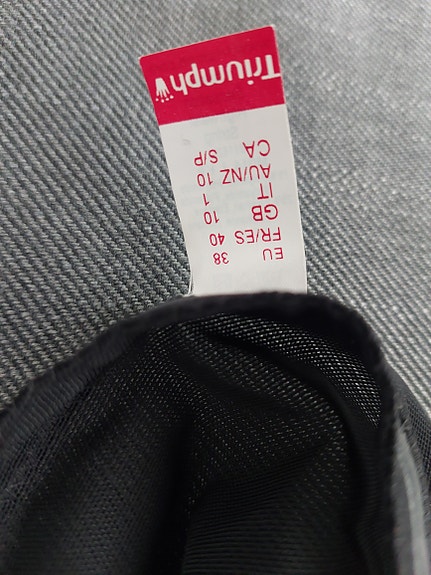 Triumph
EU 38
FR/ES 40
GB 10
IT 1
AU/NZ 10
CA S/P